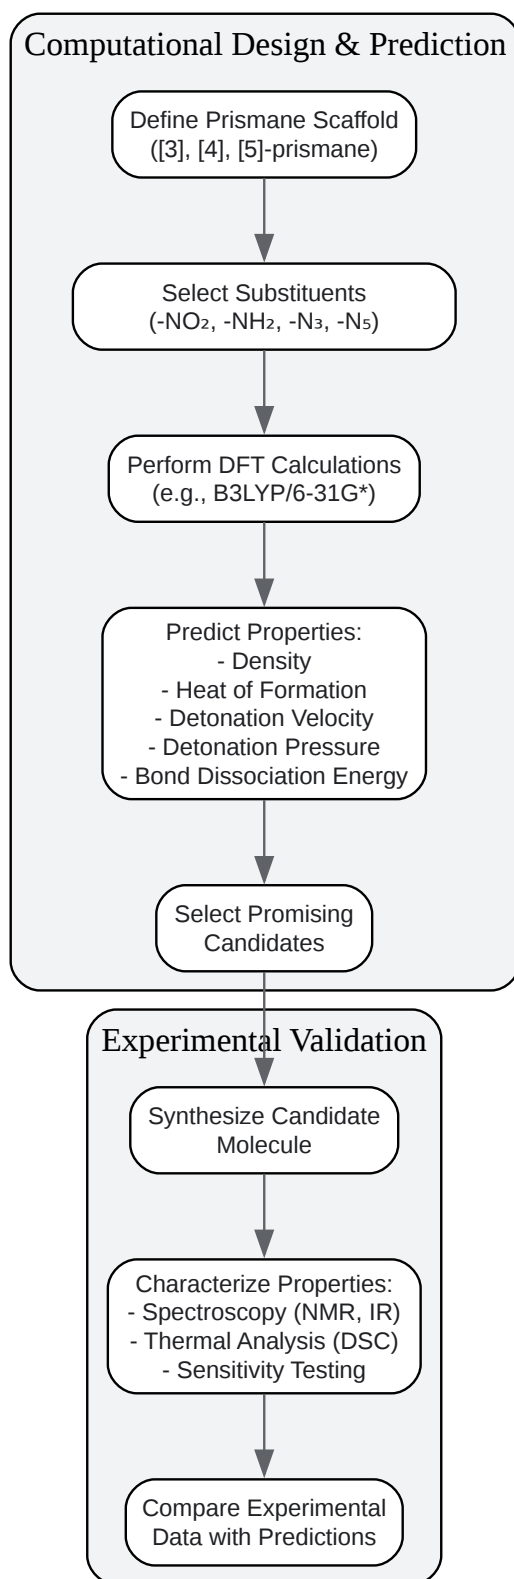 Computational Design & Prediction
Define Prismane Scaffold
([3], [4], [5]-prismane)
Select Substituents
(-NO₂, -NH₂, -N₃, -N₅)
Perform DFT Calculations
(e.g., B3LYP/6-31G*)
Predict Properties:
- Density
- Heat of Formation
- Detonation Velocity
- Detonation Pressure
- Bond Dissociation Energy
Select Promising
Candidates
Experimental Validation
Synthesize Candidate
Molecule
Characterize Properties:
- Spectroscopy (NMR, IR)
- Thermal Analysis (DSC)
- Sensitivity Testing
Compare Experimental
Data with Predictions